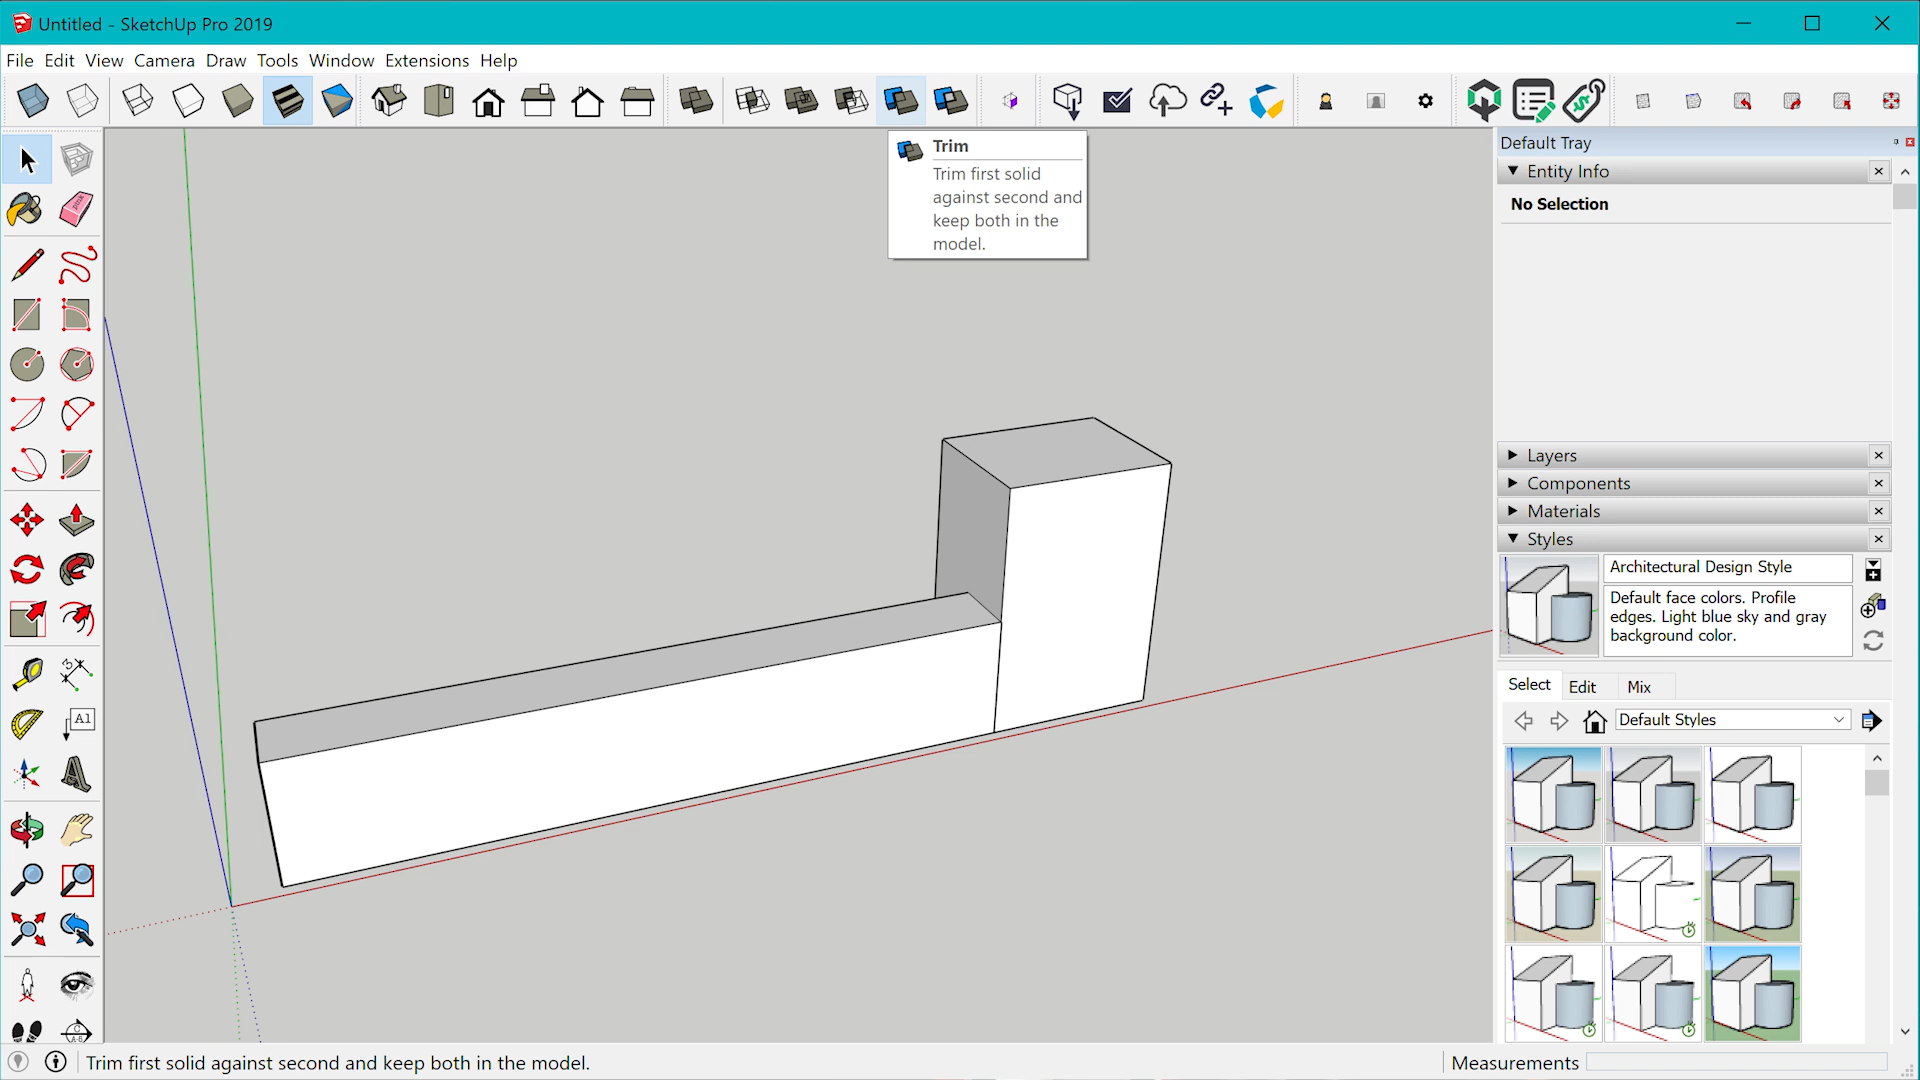 Untitled - SketchUp Pro 2019
File Edit View Camera Draw Tools Window Extensions Help
Trim
Trim first solid
against second and
keep both in the
model.
Default Tray
Entity Info
No Selection
Layers
Components
Materials
Styles
Architectural Design Style
Default face colors. Profile
edges. Light blue sky and gray
background color.
Select Edit Mix
Default Styles
A1
Trim first solid against second and keep both in the model.
Measurements